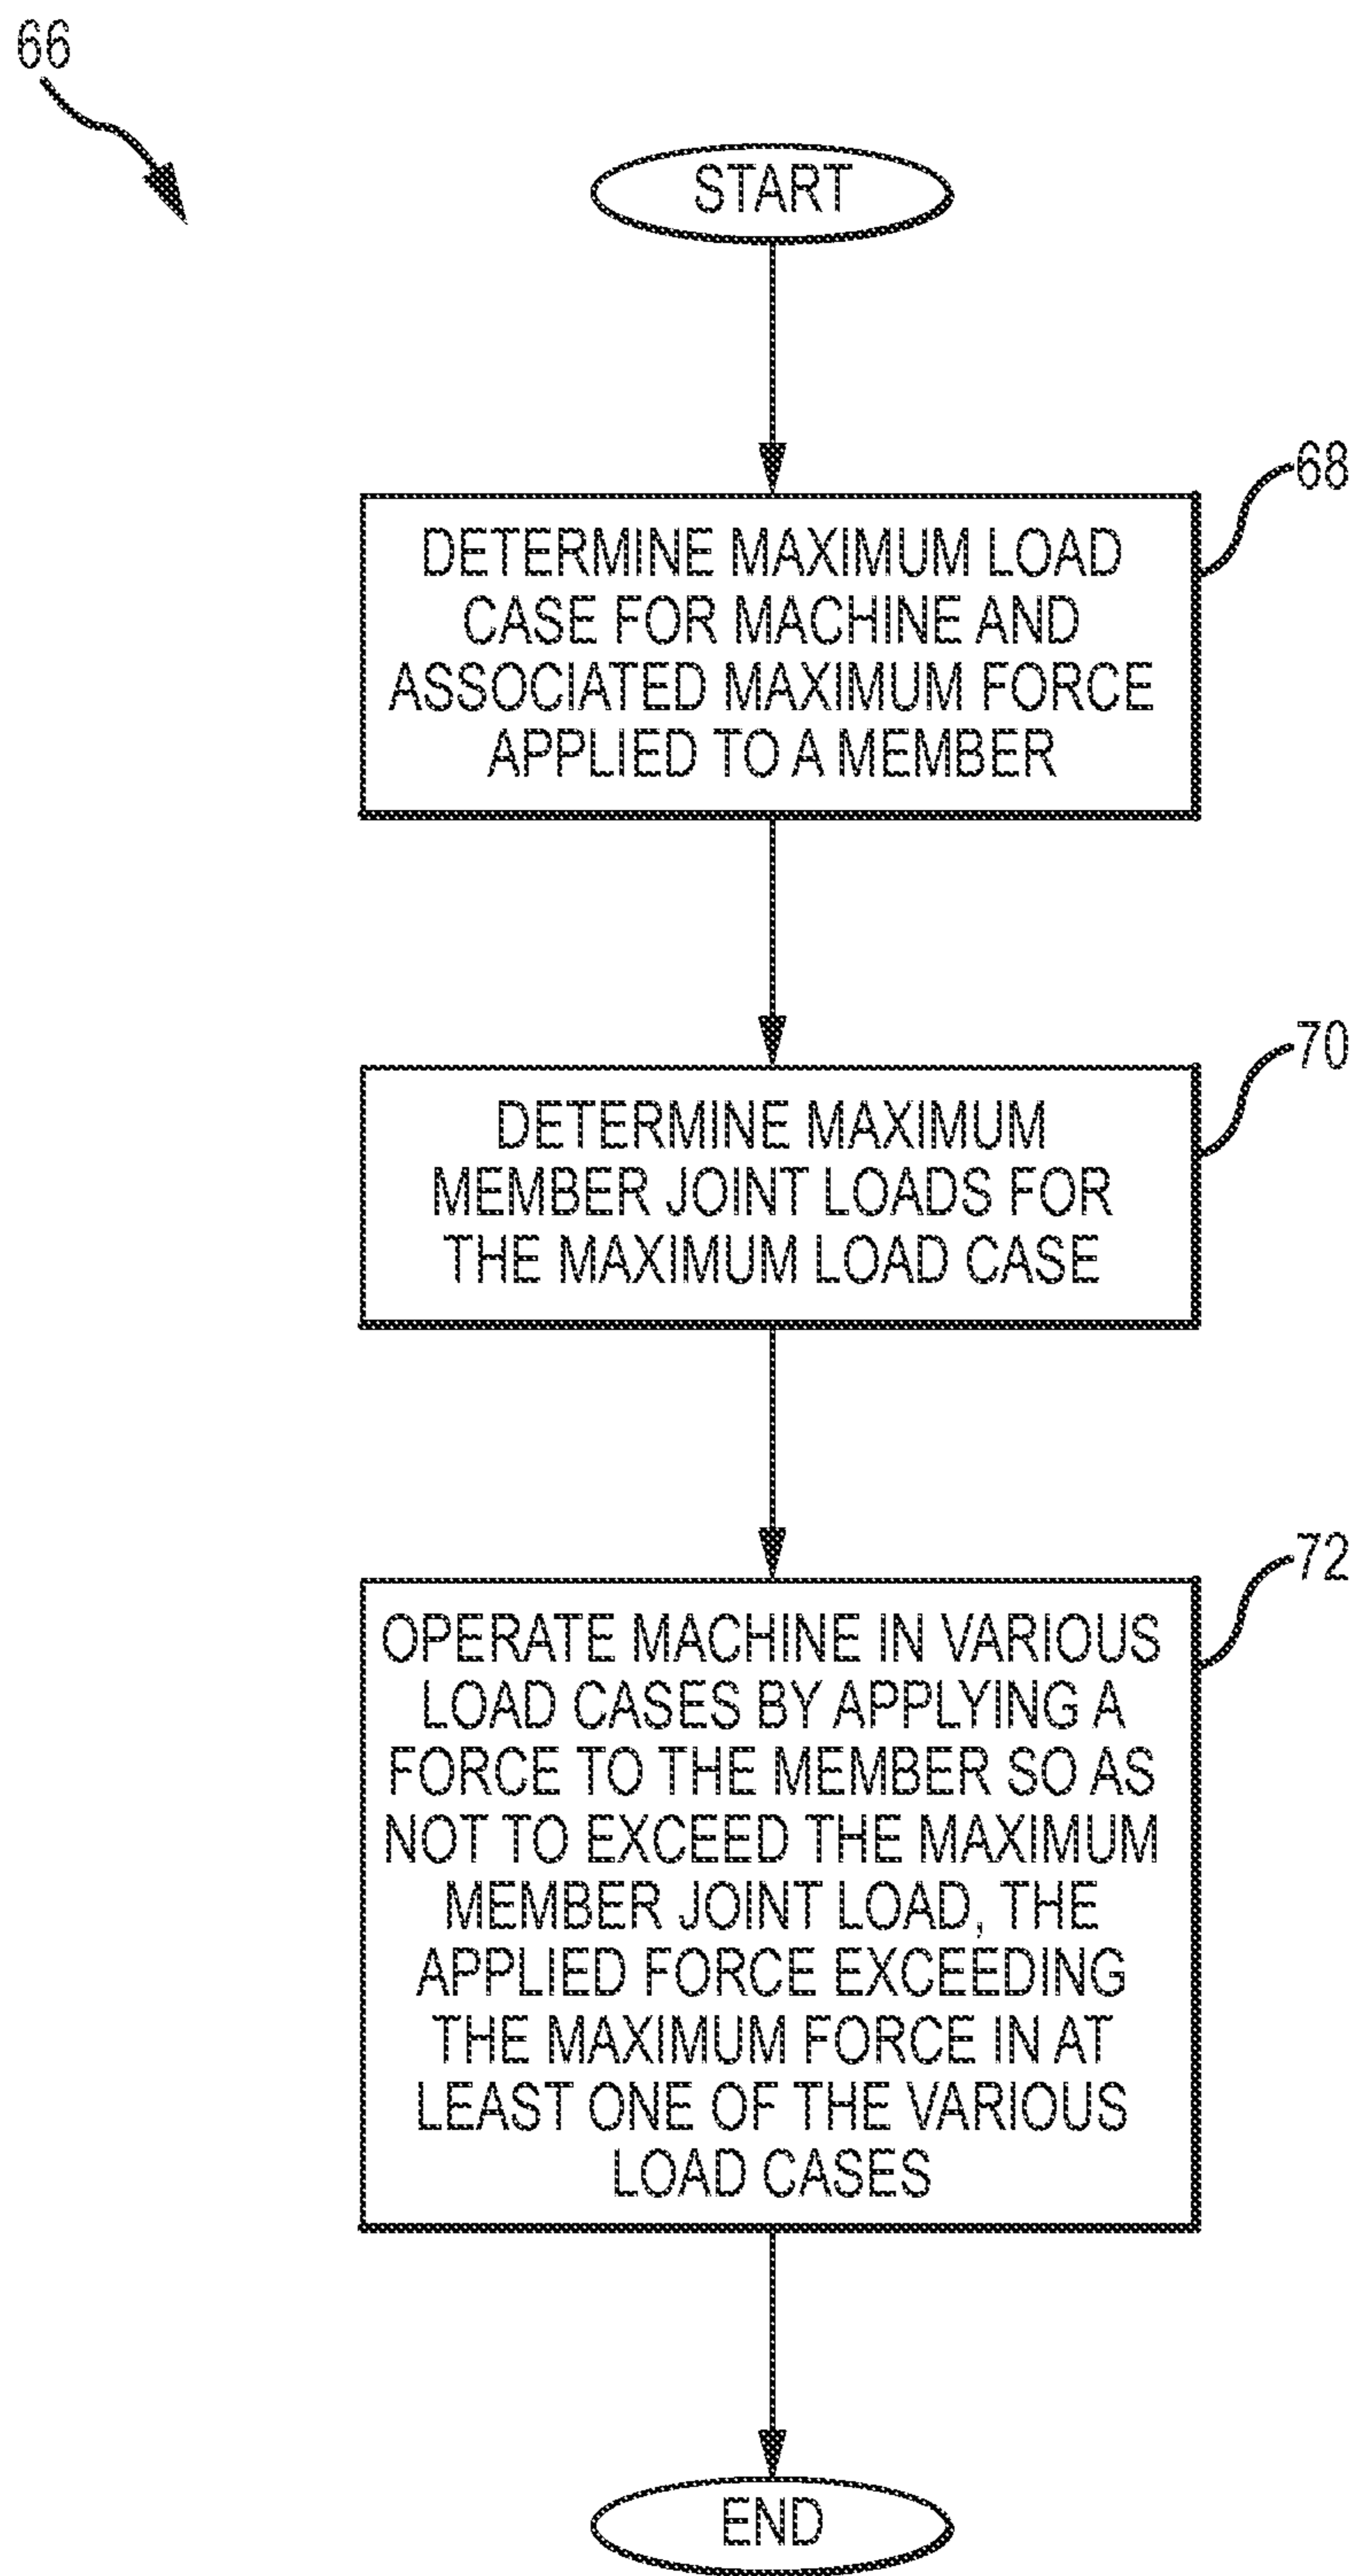 66
START
68
DETERMINE MAXIMUM LOAD
CASE FOR MACHINE AND
ASSOCIATED MAXIMUM FORCE
APPLIED TO A MEMBER
70
DETERMINE MAXIMUM
MEMBER JOINT LOADS FOR
THE MAXIMUM LOAD CASE
72
OPERATE MACHINE IN VARIOUS
LOAD CASES BY APPLYING A
FORCE TO THE MEMBER SO AS
NOT TO EXCEED THE MAXIMUM
MEMBER JOINT LOAD, THE
APPLIED FORCE EXCEEDING
THE MAXIMUM FORCE IN AT
LEAST ONE OF THE VARIOUS
LOAD CASES
END